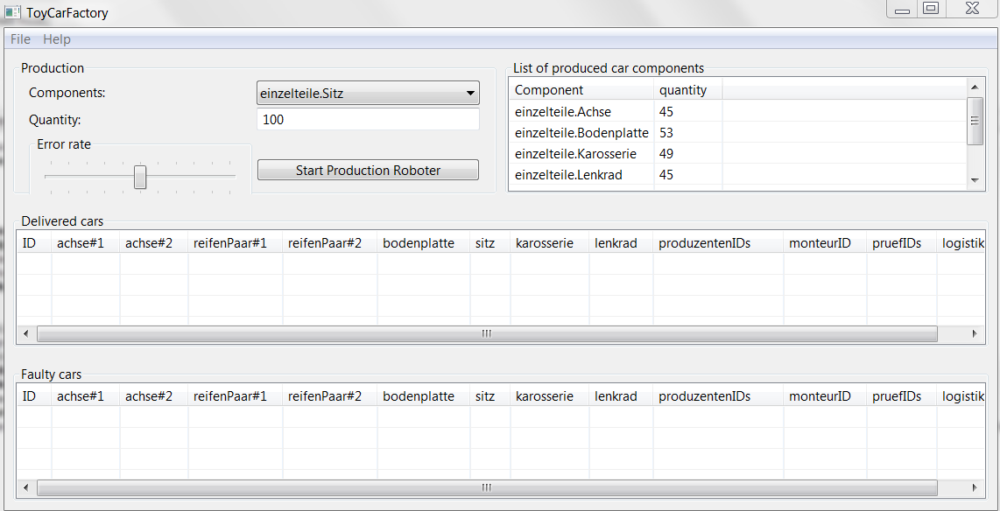 ToyCarFactory
File Help
Production
Components: einzelteile.Sitz
Quantity: 100
Error rate
Start Production Roboter
List of produced car components
Component quantity
einzelteile.Achse 45
einzelteile.Bodenplatte 53
einzelteile.Karosserie 49
einzelteile.Lenkrad 45
Delivered cars
ID achse#1 achse#2 reifenPaar#1 reifenPaar#2 bodenplatte sitz karosserie lenkrad produzentenIDs monteurID pruefIDs logistik
Faulty cars
ID achse#1 achse#2 reifenPaar#1 reifenPaar#2 bodenplatte sitz karosserie lenkrad produzentenIDs monteurID pruefIDs logistik